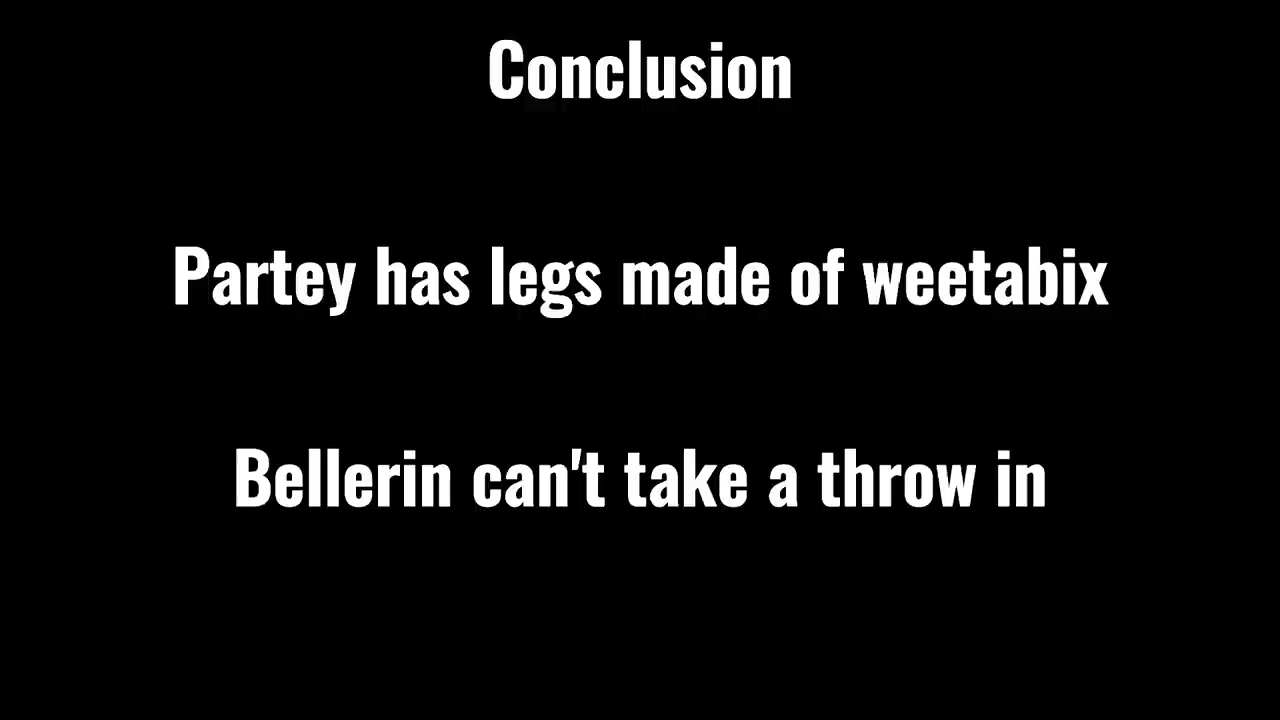 Conclusion
Partey has legs made of weetabix
Bellerin can't take a throw in